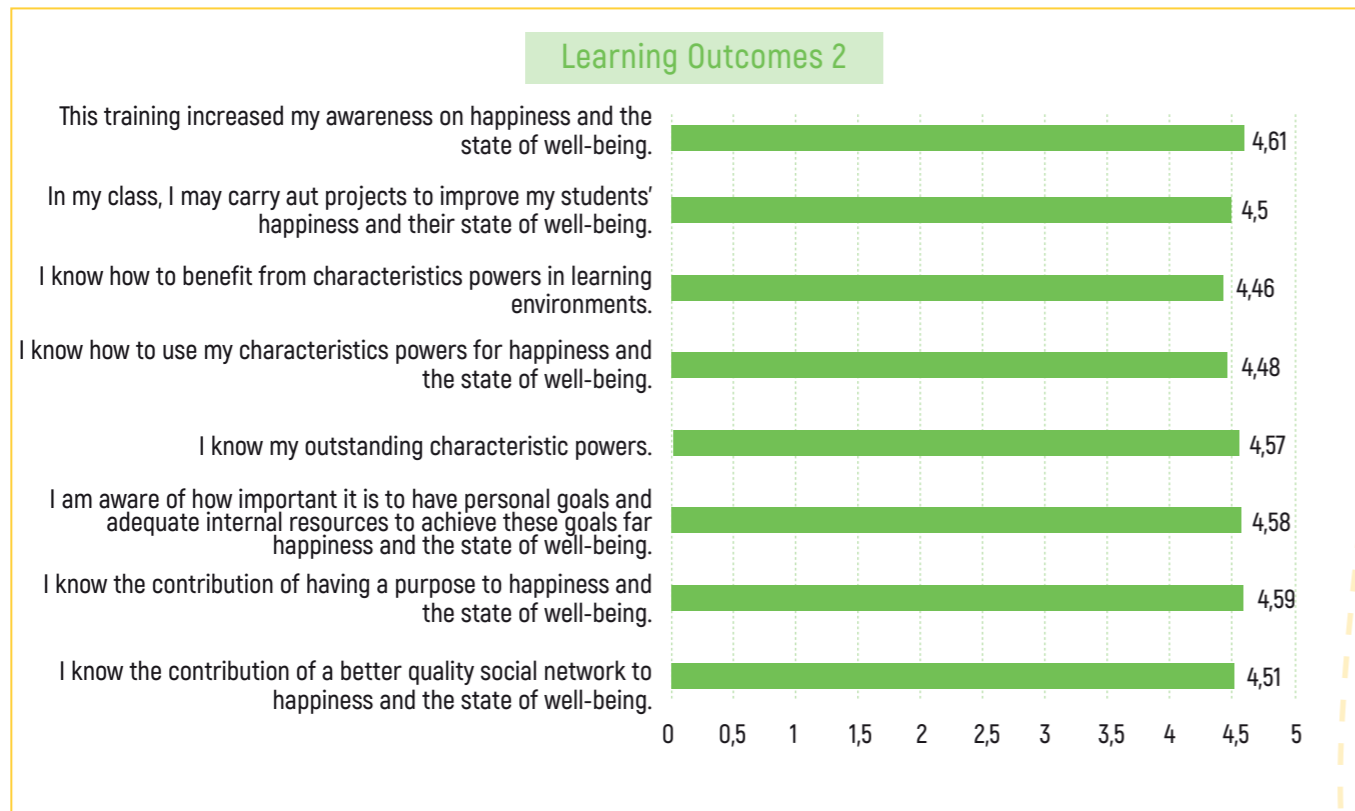 Learning Outcomes 2
This training increased my awareness on happiness and the
state of well-being.
4,61
In my class, I may carry aut projects to improve my students’
happiness and their state of well-being.
4,5
I know how to benefit from characteristics powers in learning
environments.
4,46
I know how to use my characteristics powers for happiness and
the state of well-being.
4,48
I know my outstanding characteristic powers.
4,57
I am aware of how important it is to have personal goals and
adequate internal resources to achieve these goals far
happiness and the state of well-being.
4,58
I know the contribution of having a purpose to happiness and
the state of well-being.
4,59
I know the contribution of a better quality social network to
happiness and the state of well-being.
4,51
0 0,5 1 1,5 2 2,5 3 3,5 4 4,5 5